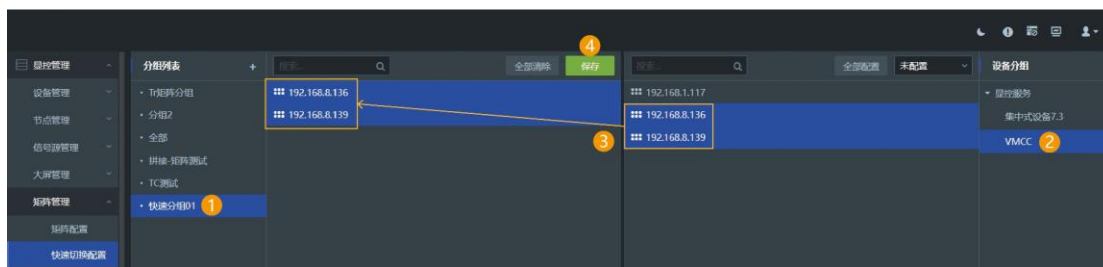 4
显控管理
分组列表 +
搜索...
全部清除
保存
搜索...
全部配置
未配置
设备分组
设备管理
节点管理
信号源管理
大屏管理
矩阵管理
矩阵配置
快速切换配置
• Tr矩阵分组
• 分组2
• 全部
• 拼接-矩阵测试
• TC测试
• 快速分组01 1
192.168.8.136
192.168.8.139
3
192.168.1.117
192.168.8.136
192.168.8.139
显控服务
集中式设备7.3
VMCC 2